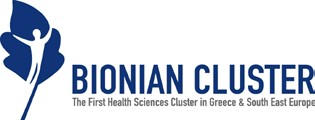 BIONIAN CLUSTER
The First Health Sciences Cluster in Greece & South East Europe